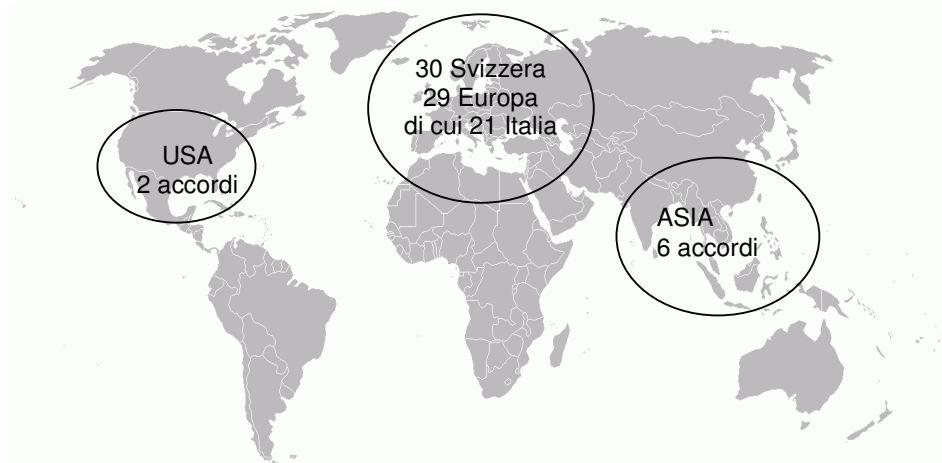 30 Svizzera
29 Europa
di cui 21 Italia
USA
2 accordi
ASIA
6 accordi